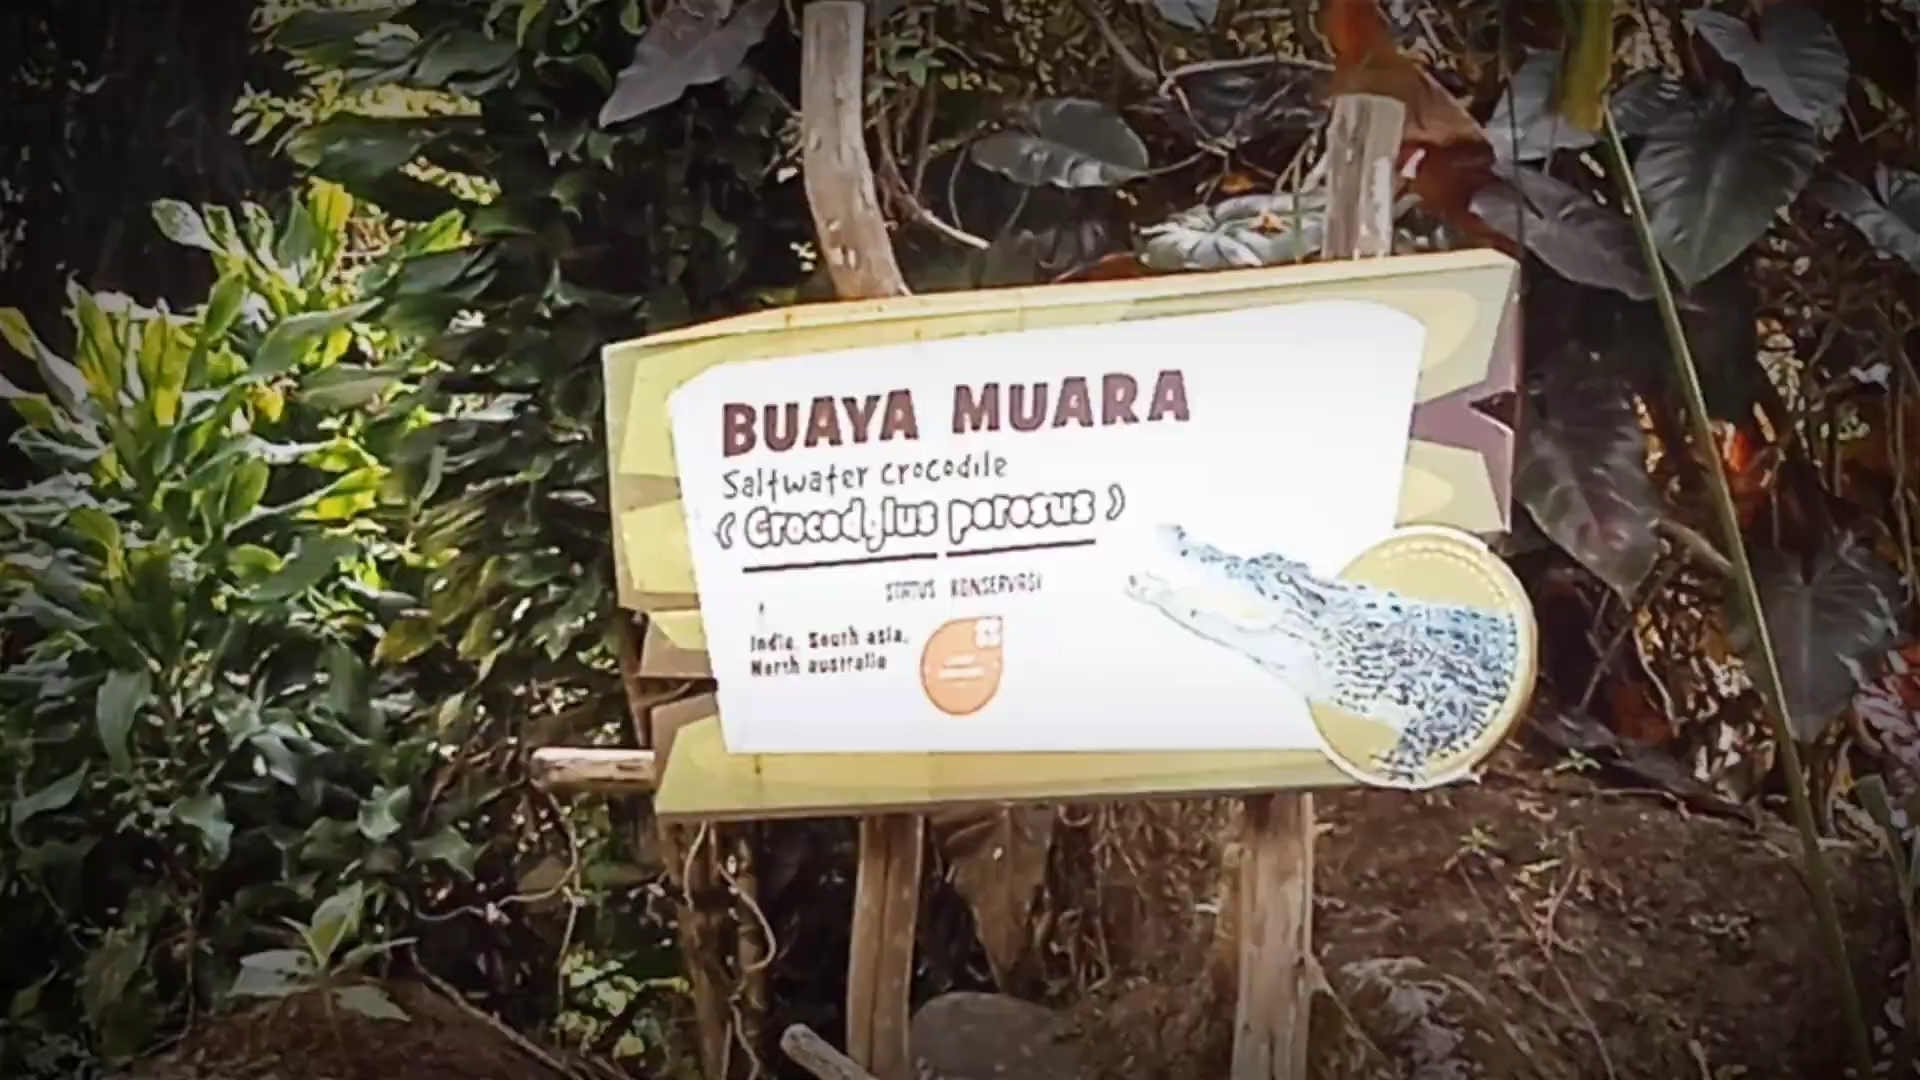 BUAYA MUARA
Saltwater crocodile
( Crocodylus porosus )
STATUS KONSERVASI
India, South asia,
North australia